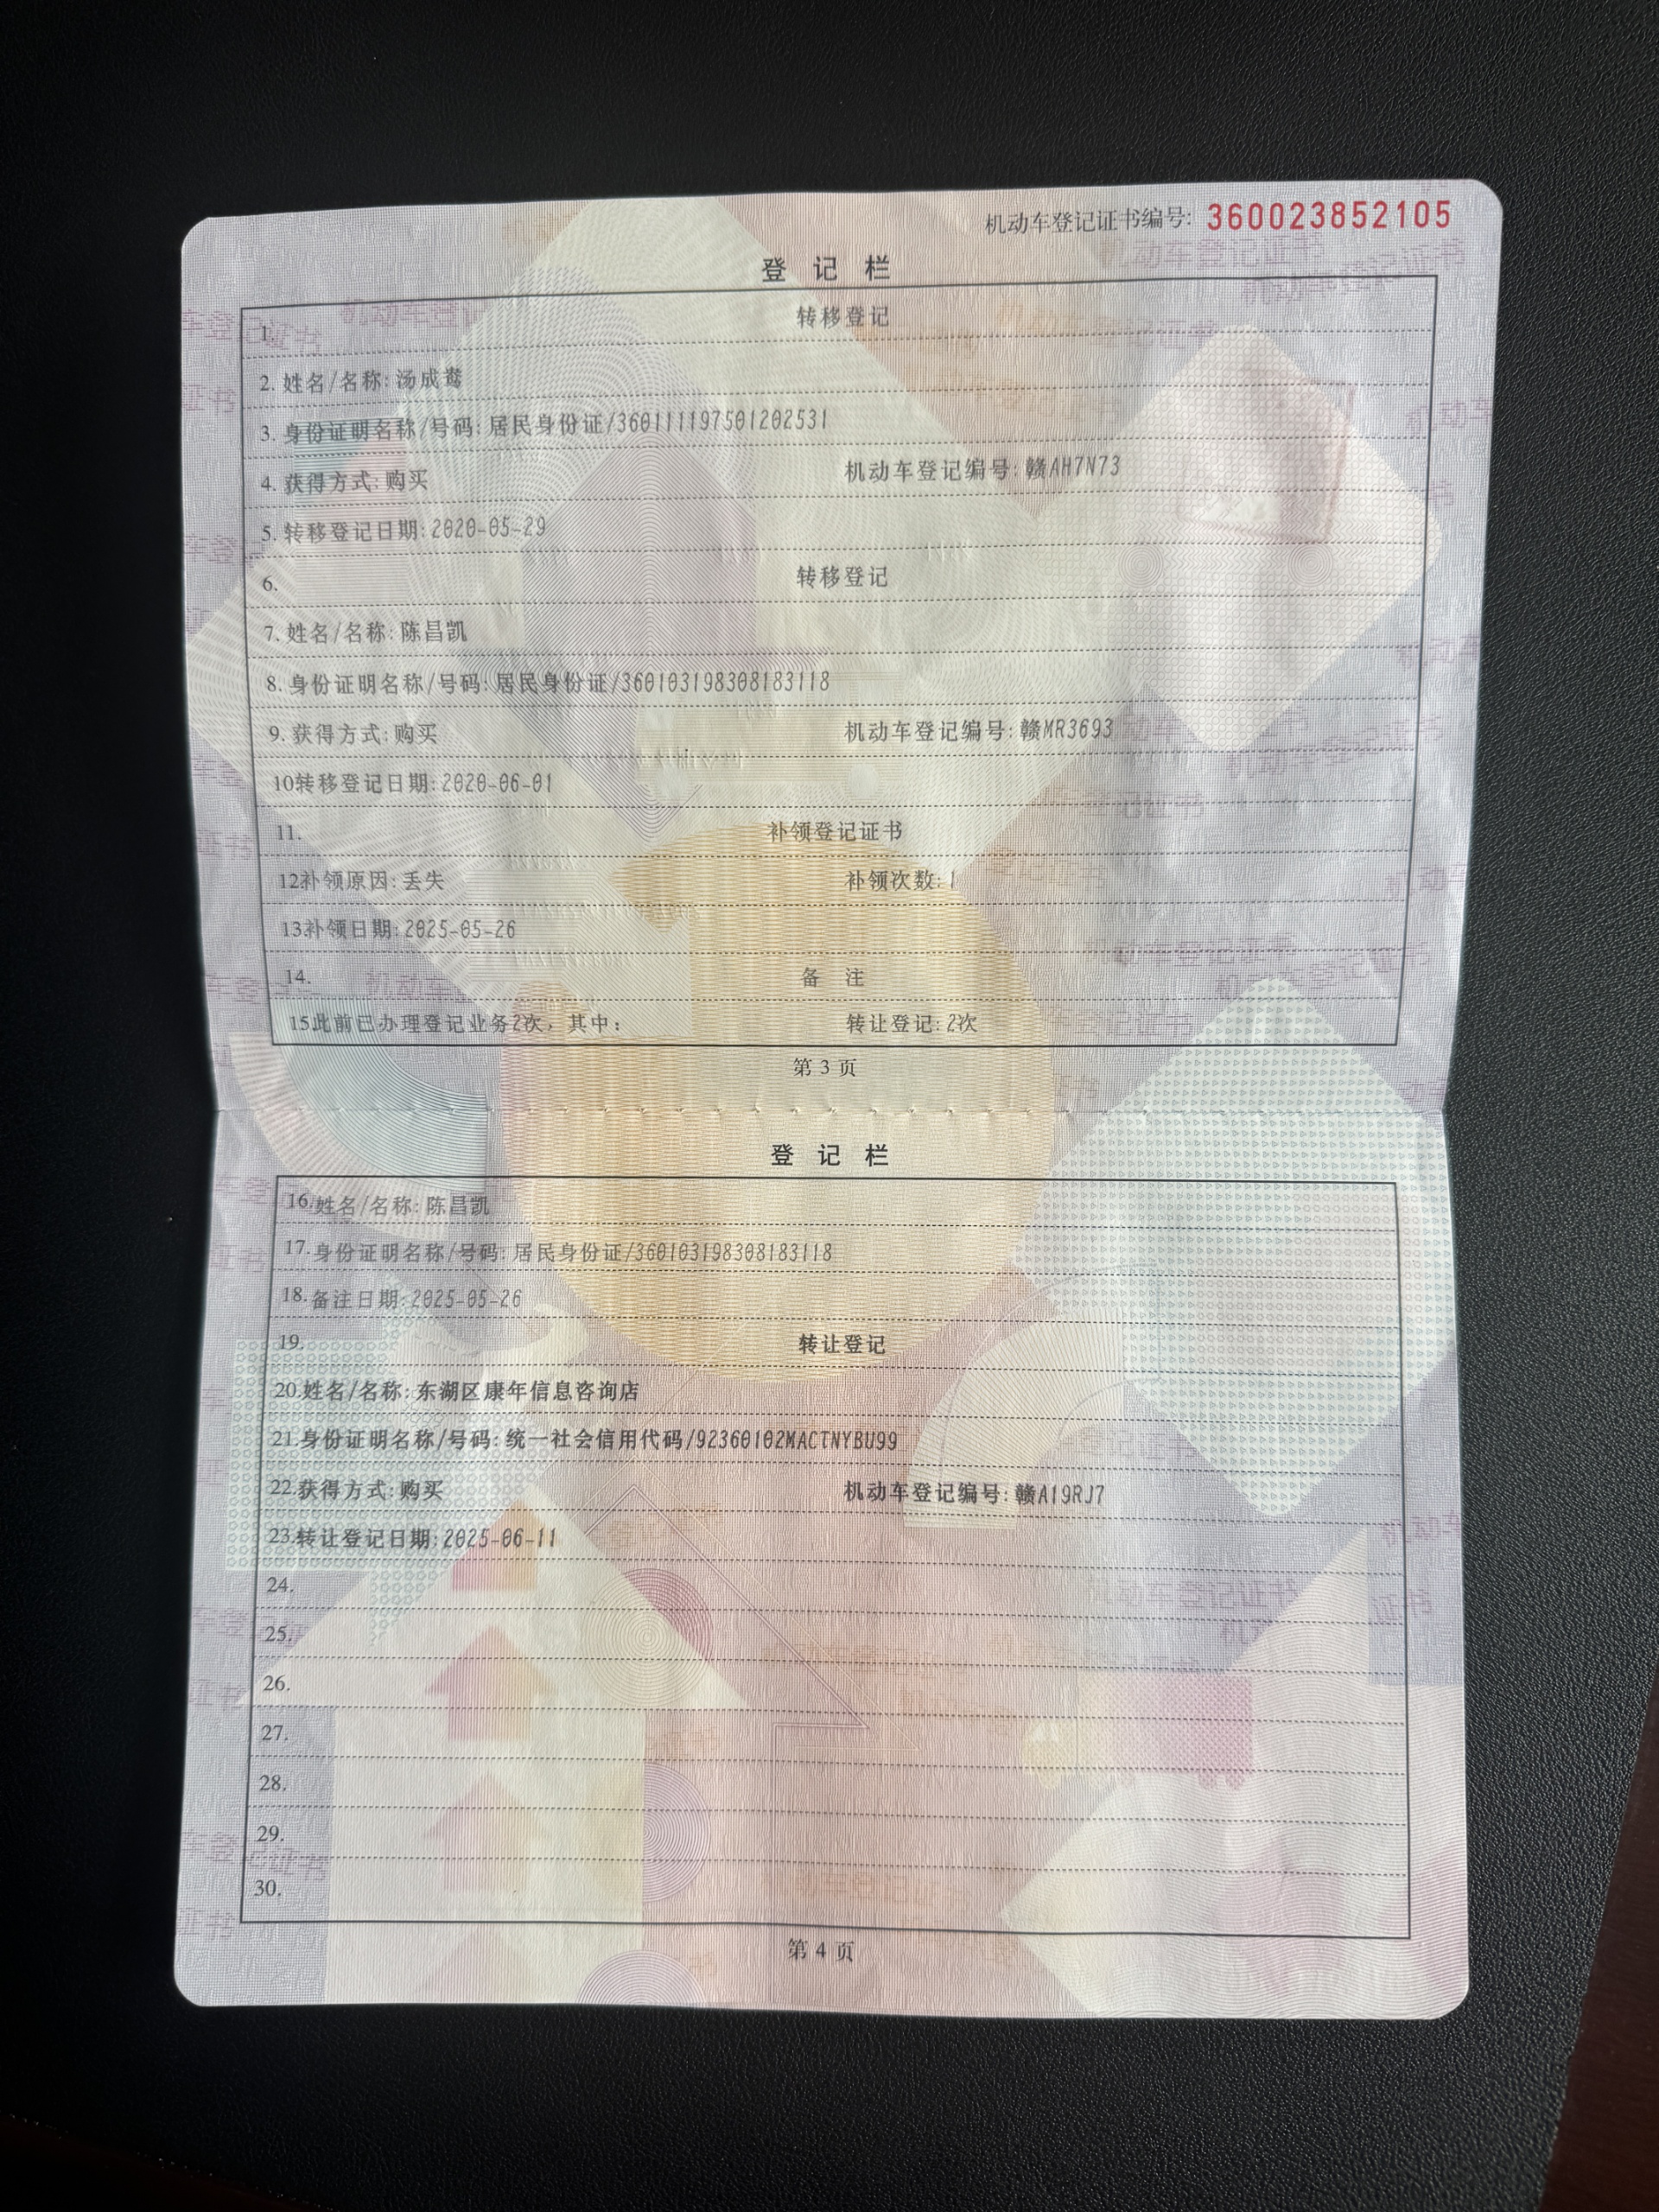 机动车登记证书编号: 360023852105
登 记 栏
1. 转移登记
2. 姓名/名称: 汤成鸯
3. 身份证明名称/号码: 居民身份证/360111197501202531
4. 获得方式: 购买 机动车登记编号: 赣AH7N73
5. 转移登记日期: 2020-05-29
6. 转移登记
7. 姓名/名称: 陈昌凯
8. 身份证明名称/号码: 居民身份证/360103198308183118
9. 获得方式: 购买 机动车登记编号: 赣MR3693
10转移登记日期: 2020-06-01
11. 补领登记证书
12补领原因: 丢失 补领次数: 1
13补领日期: 2025-05-26
14. 备 注
15此前已办理登记业务2次，其中: 转让登记: 2次
第 3 页
登 记 栏
16.姓名/名称: 陈昌凯
17.身份证明名称/号码: 居民身份证/360103198308183118
18.备注日期: 2025-05-26
19. 转让登记
20.姓名/名称: 东湖区康年信息咨询店
21.身份证明名称/号码: 统一社会信用代码/92360102MACTNYBU99
22.获得方式: 购买 机动车登记编号: 赣A19RJ7
23.转让登记日期: 2025-06-11
24.
25.
26.
27.
28.
29.
30.
第 4 页